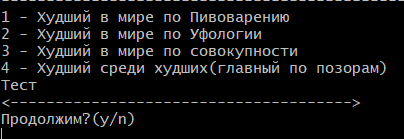 1 - Худший в мире по Пивоварению
2 - Худший в мире по Уфологии
3 - Худший в мире по совокупности
4 - Худший среди худших(главный по позорам)
Тест
<----------------------------------->
Продолжим?(y/n)